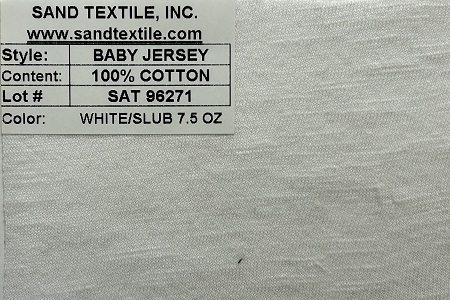 SAND TEXTILE, INC.
www.sandtextile.com
Style: BABY JERSEY
Content: 100% COTTON
Lot # SAT 96271
Color: WHITE/SLUB 7.5 OZ